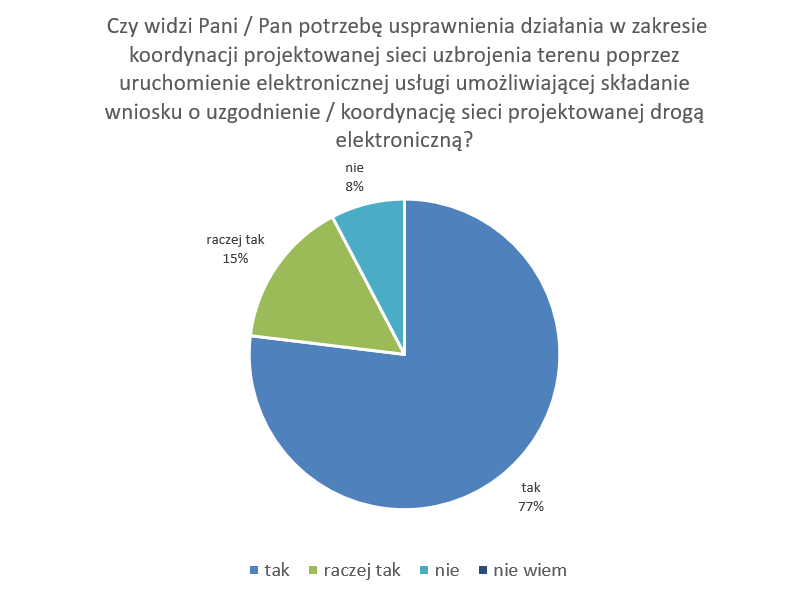 Czy widzi Pani / Pan potrzebę usprawnienia działania w zakresie
koordynacji projektowanej sieci uzbrojenia terenu poprzez
uruchomienie elektronicznej usługi umożliwiającej składanie
wniosku o uzgodnienie / koordynację sieci projektowanej drogą
elektroniczną?
nie
8%
raczej tak
15%
tak
77%
tak raczej tak nie nie wiem